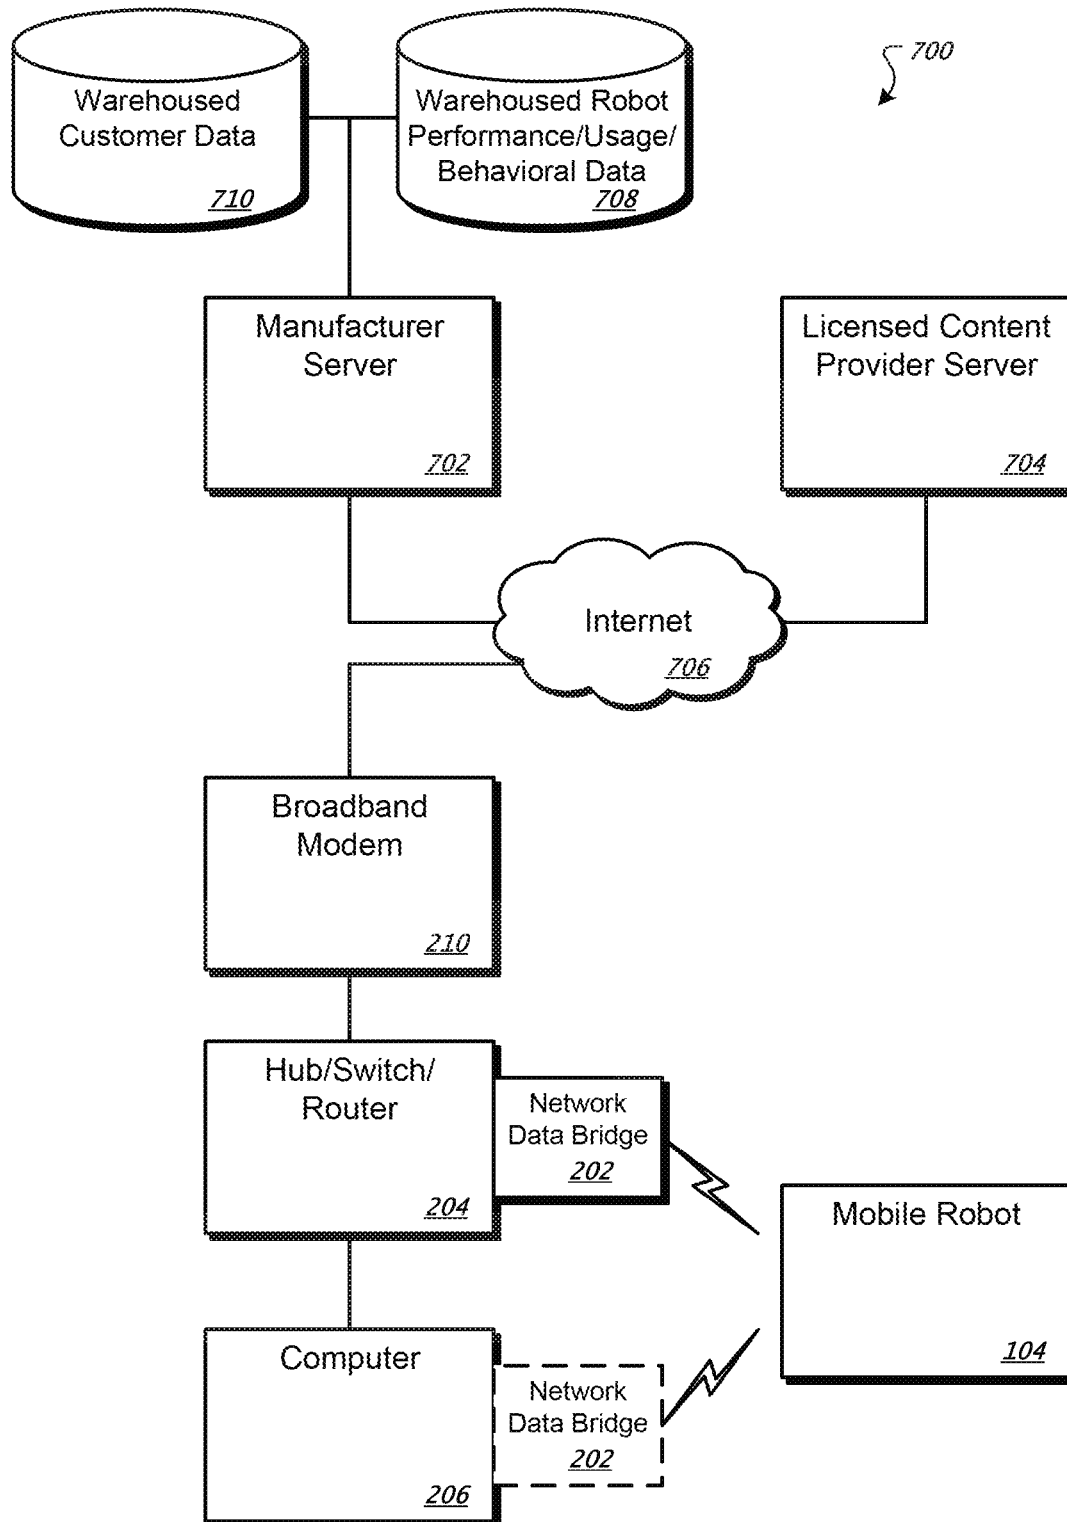 700
Warehoused
Customer Data
710
Warehoused Robot
Performance/Usage/
Behavioral Data
708
Manufacturer
Server
702
Licensed Content
Provider Server
704
Internet
706
Broadband
Modem
210
Hub/Switch/
Router
204
Network
Data Bridge
202
Mobile Robot
104
Computer
206
Network
Data Bridge
202